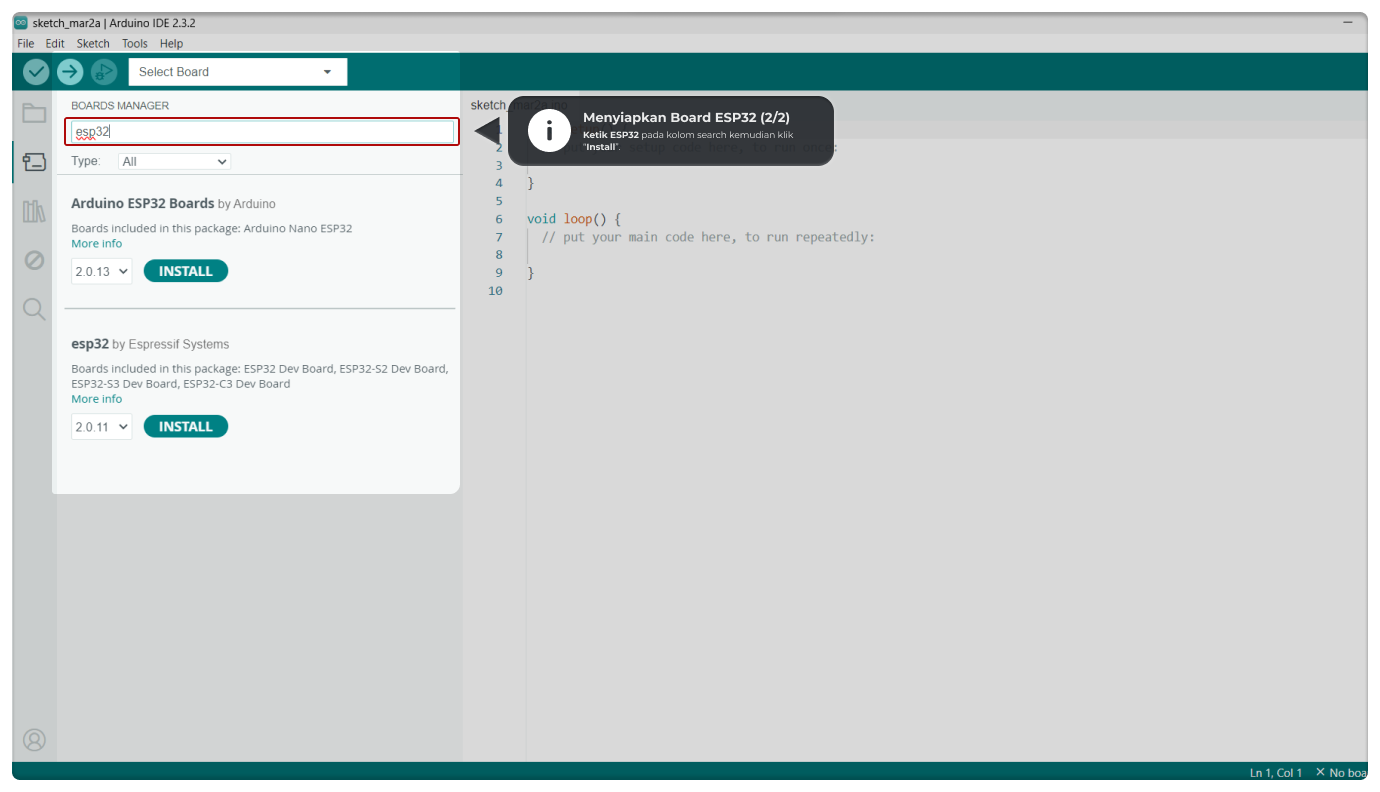 sketch_mar2a | Arduino IDE 2.3.2
File Edit Sketch Tools Help
Select Board
BOARDS MANAGER
esp32
Type: All
Arduino ESP32 Boards by Arduino
Boards included in this package: Arduino Nano ESP32
More info
2.0.13 INSTALL
esp32 by Espressif Systems
Boards included in this package: ESP32 Dev Board, ESP32-S2 Dev Board,
ESP32-S3 Dev Board, ESP32-C3 Dev Board
More info
2.0.11 INSTALL
sketch_mar2a.ino
Menyiapkan Board ESP32 (2/2)
Ketik ESP32 pada kolom search kemudian klik
"Install".
1
2 setup code here, to run once:
3
4 }
5
6 void loop() {
7 // put your main code here, to run repeatedly:
8
9 }
10
Ln 1, Col 1 × No boa